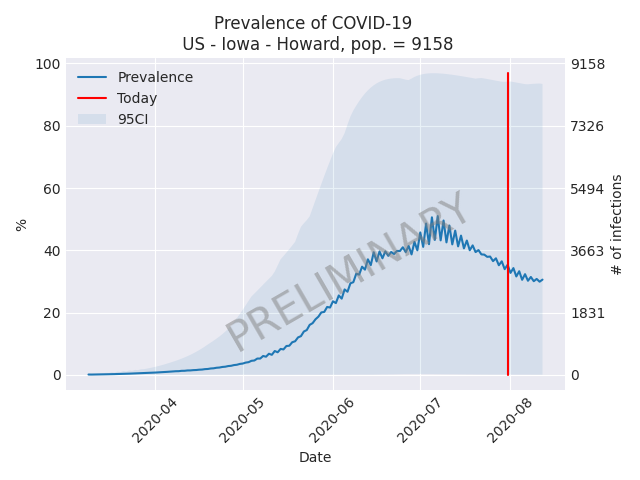 Prevalence of COVID-19
US - Iowa - Howard, pop. = 9158
Prevalence
Today
95CI
100
80
60
40
20
0
%
9158
7326
5494
3663
1831
0
# of infections
PRELIMINARY
2020-04
2020-05
2020-06
2020-07
2020-08
Date